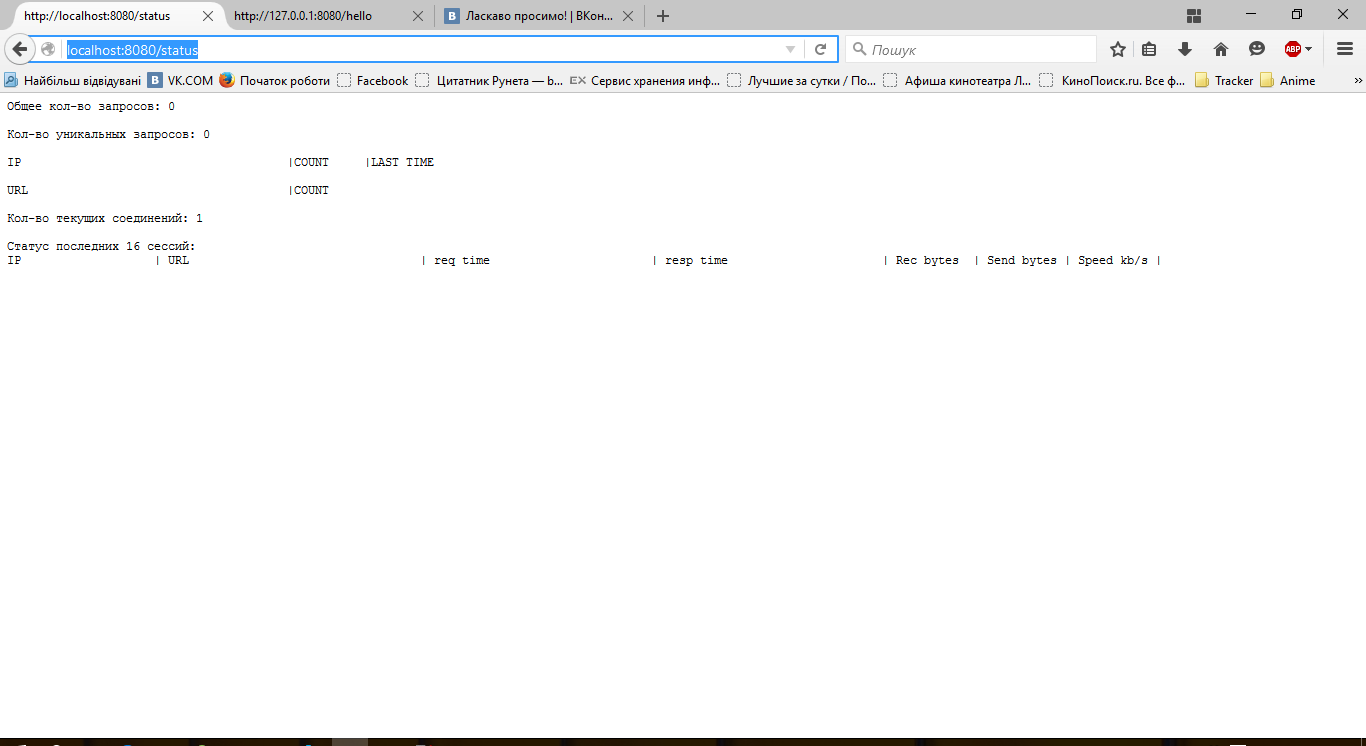 http://localhost:8080/status http://127.0.0.1:8080/hello B Ласкаво просимо! | ВКон...
localhost:8080/status Пошук ABP
Найбільш відвідувані B VK.COM Початок роботи Facebook Цитатник Рунета — b... EX Сервис хранения инф... Лучшие за сутки / По... Афиша кинотеатра Л... КиноПоиск.ru. Все ф... Tracker Anime »
Общее кол-во запросов: 0
Кол-во уникальных запросов: 0
IP |COUNT |LAST TIME
URL |COUNT
Кол-во текущих соединений: 1
Статус последних 16 сессий:
IP | URL | req time | resp time | Rec bytes | Send bytes | Speed kb/s |